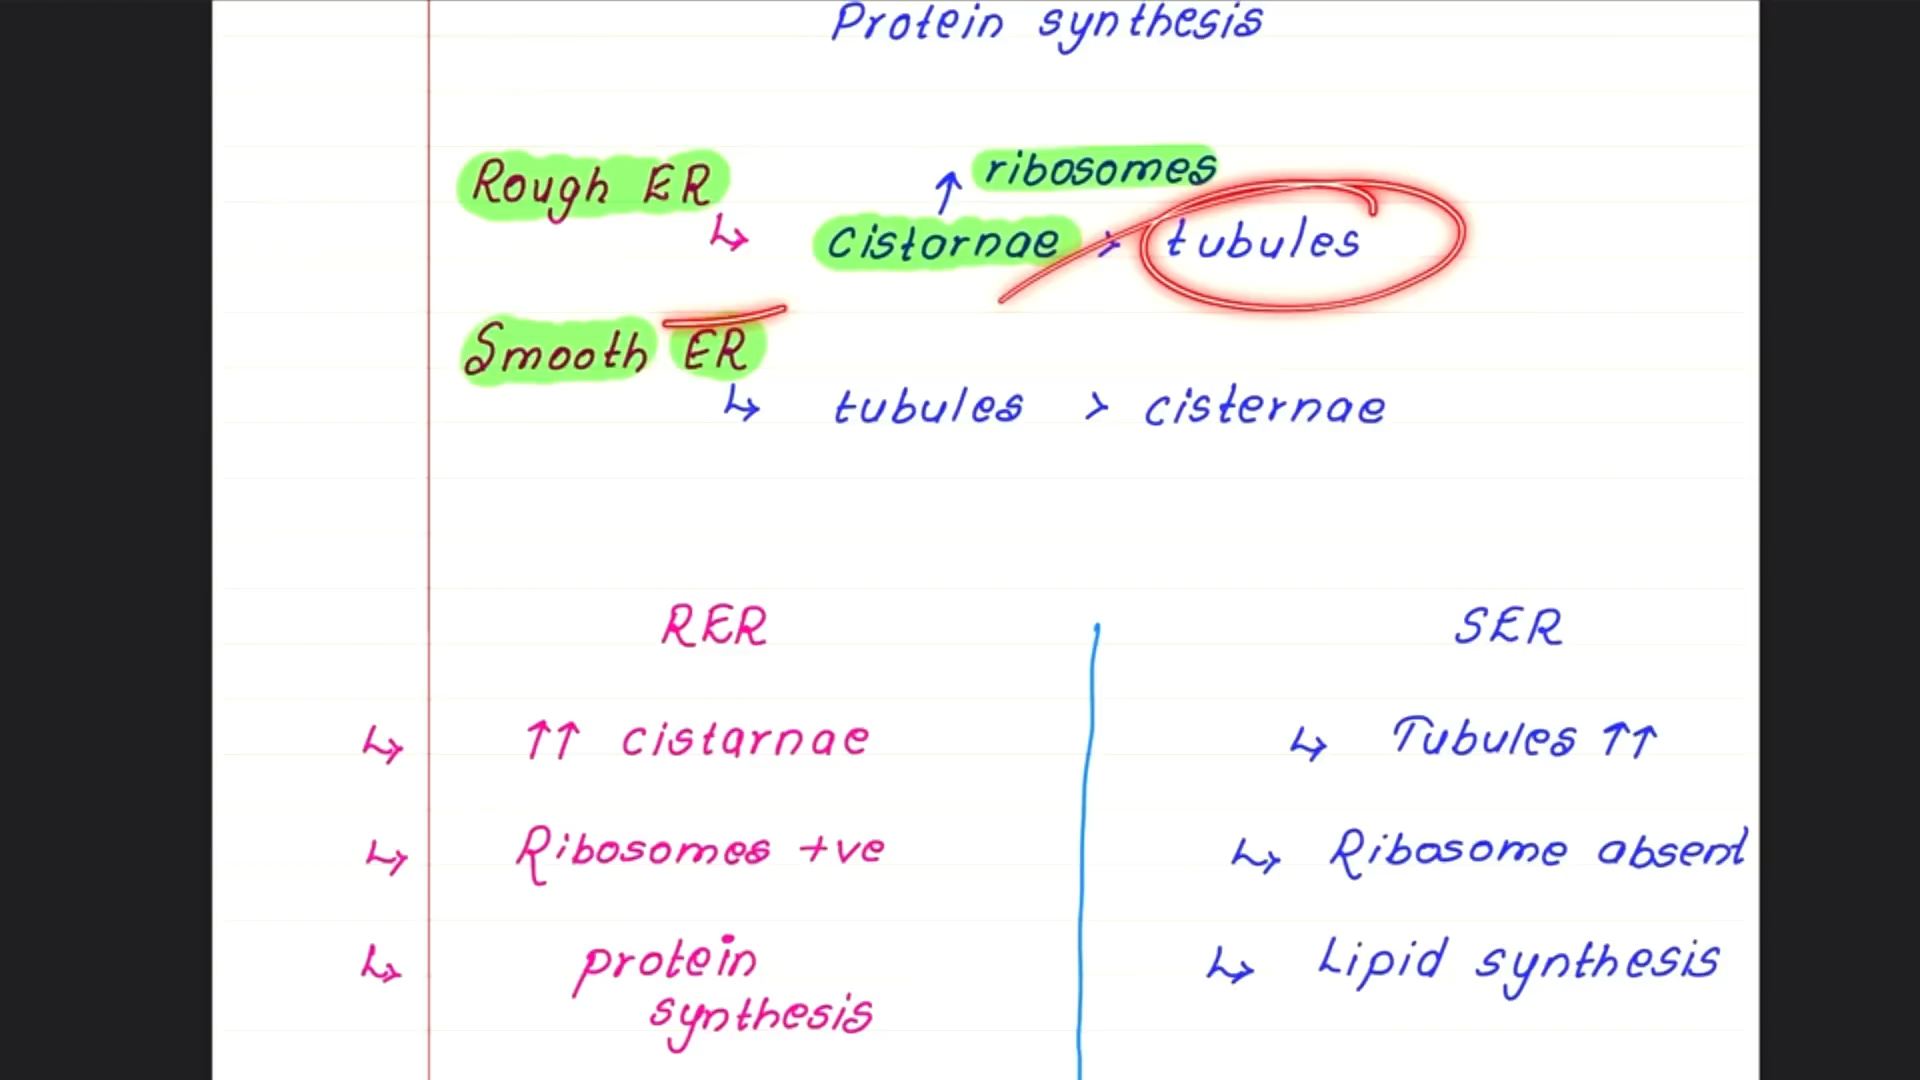 Protein synthesis
Rough ER
↑ ribosomes
↳ Cistornae > tubules
Smooth ER
↳ tubules > cisternae
RER SER
↳ ↑↑ cistarnae ↳ Tubules ↑↑
↳ Ribosomes +ve ↳ Ribosome absent
↳ protein ↳ Lipid synthesis
synthesis